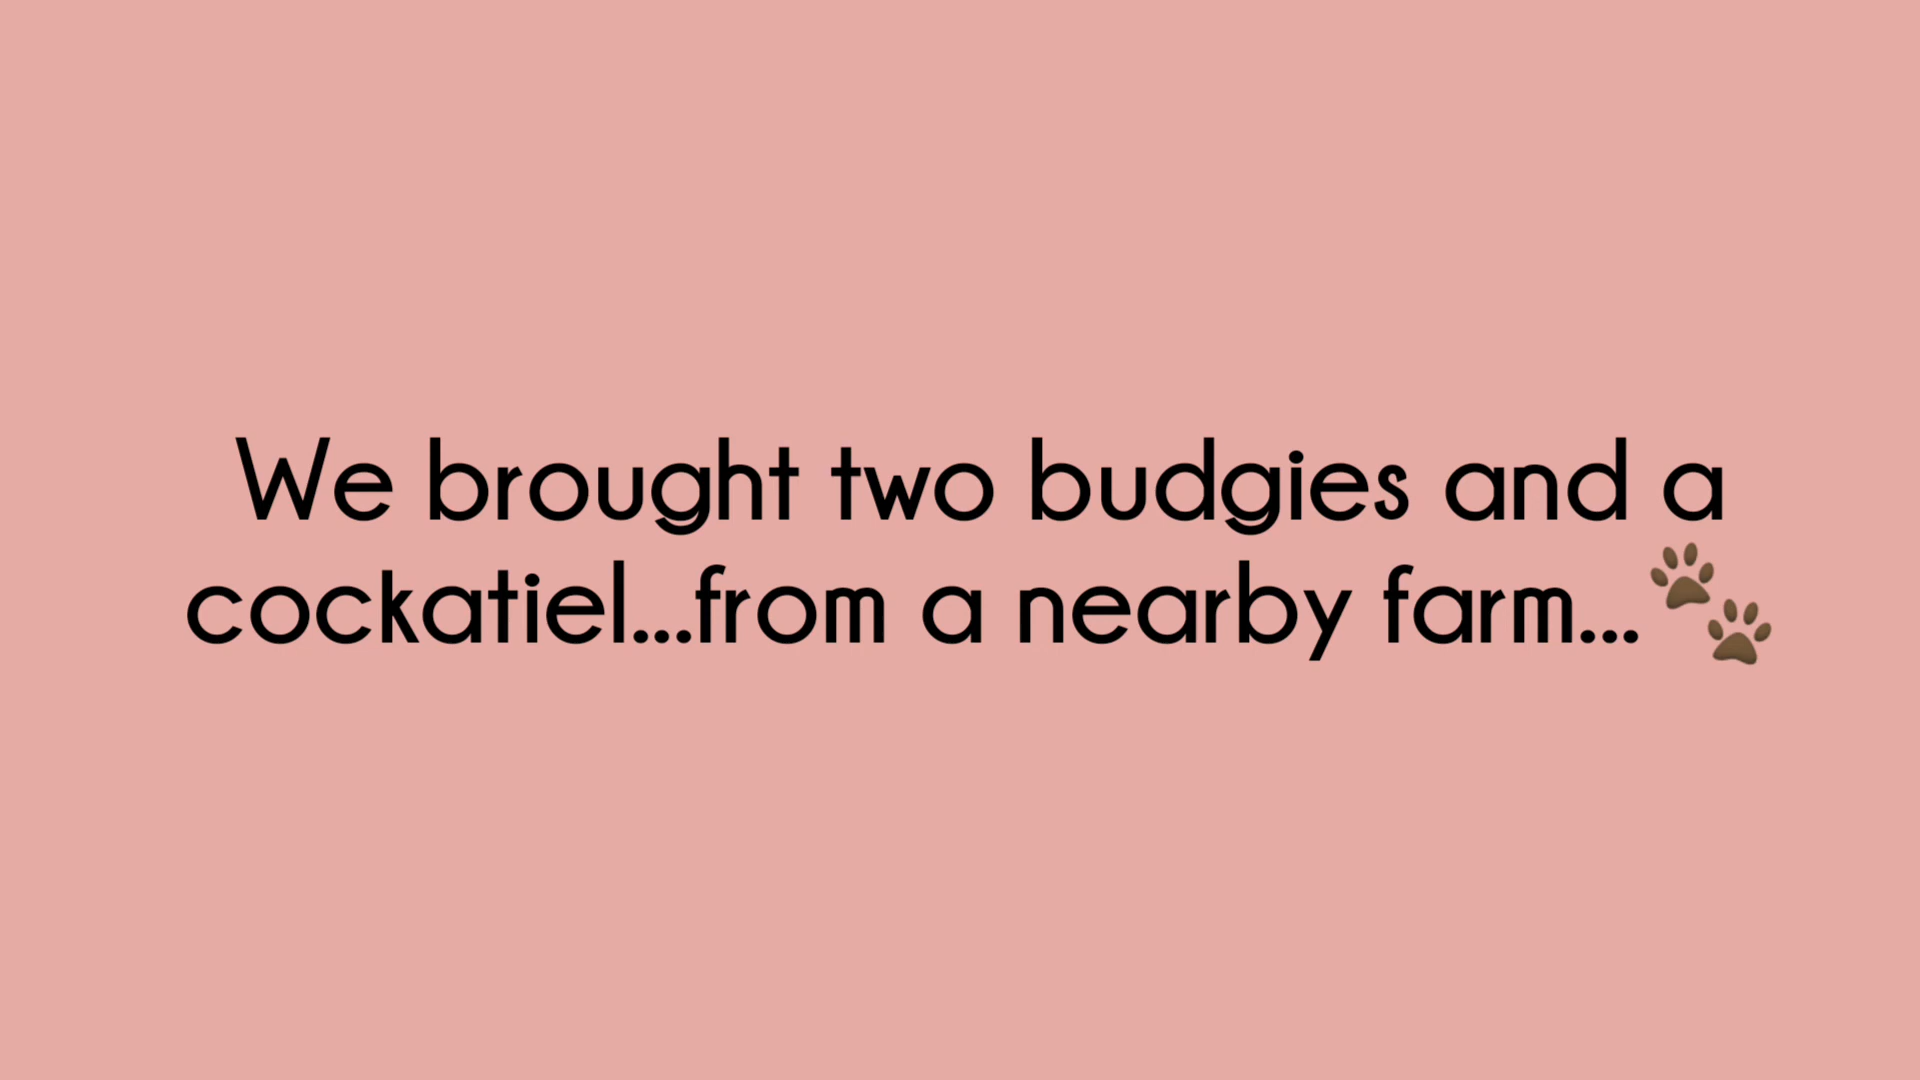 We brought two budgies and a
cockatiel...from a nearby farm...🐾